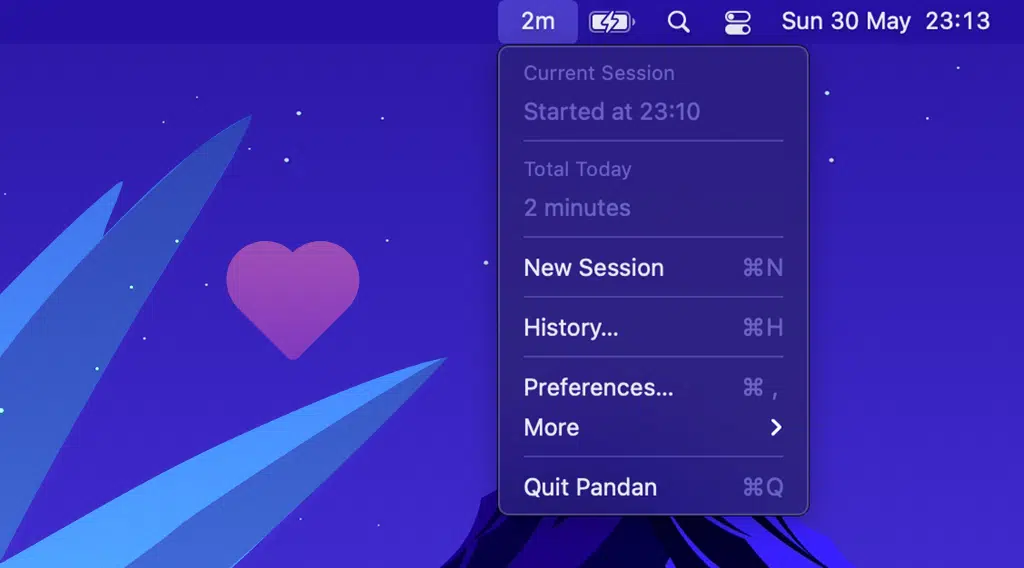 2m Sun 30 May 23:13
Current Session
Started at 23:10
Total Today
2 minutes
New Session ⌘N
History... ⌘H
Preferences... ⌘ ,
More
Quit Pandan ⌘Q